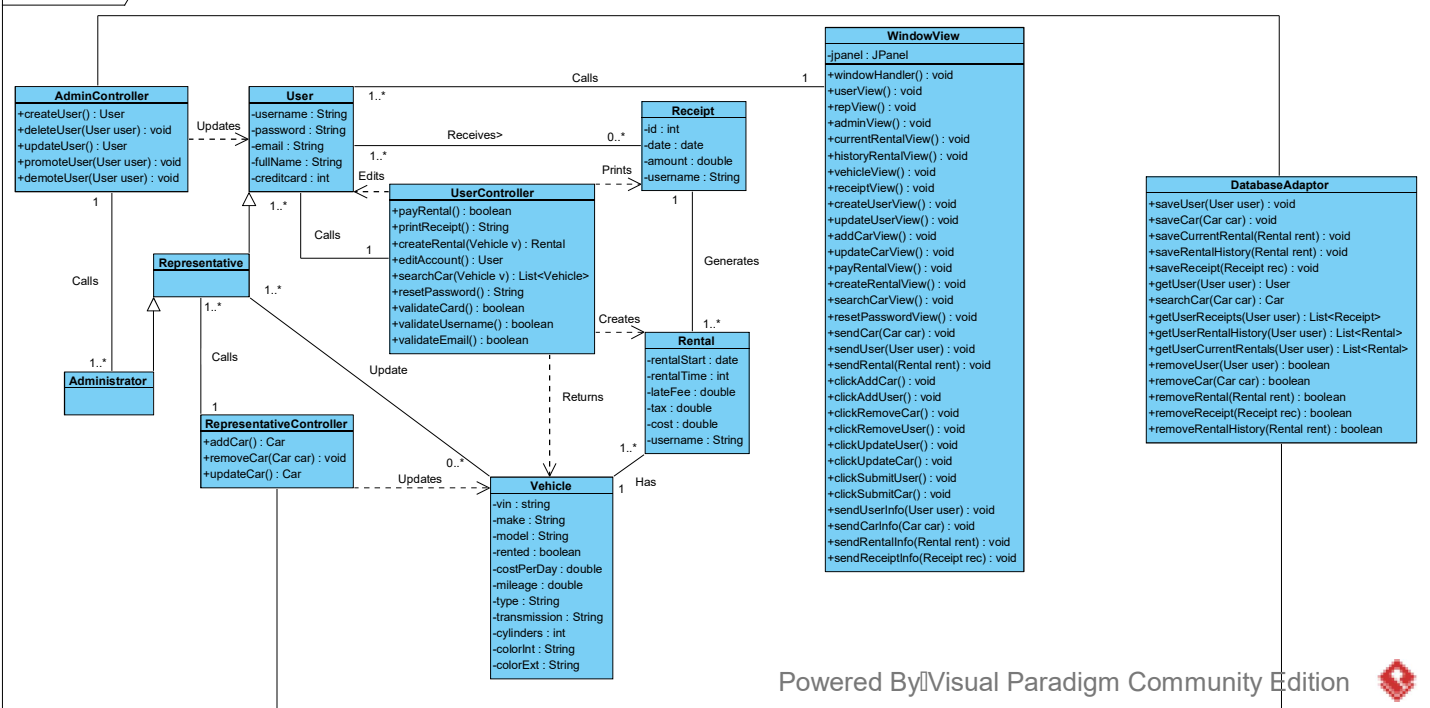 AdminController
+createUser() : User
+deleteUser(User user) : void
+updateUser() : User
+promoteUser(User user) : void
+demoteUser(User user) : void
Updates
User
-username : String
-password : String
-email : String
-fullName : String
-creditcard : int
Calls
1..*
1
Receives>
1..*
0..*
Receipt
-id : int
-date : date
-amount : double
-username : String
Edits
Prints
UserController
+payRental() : boolean
+printReceipt() : String
+createRental(Vehicle v) : Rental
+editAccount() : User
+searchCar(Vehicle v) : List<Vehicle>
+resetPassword() : String
+validateCard() : boolean
+validateUsername() : boolean
+validateEmail() : boolean
1..*
Calls
1
1
Calls
1..*
Representative
1..*
1..*
Administrator
Calls
1
Update
0..*
RepresentativeController
+addCar() : Car
+removeCar(Car car) : void
+updateCar() : Car
Updates
Returns
Creates
1
Generates
1..*
Rental
-rentalStart : date
-rentalTime : int
-lateFee : double
-tax : double
-cost : double
-username : String
1..*
Has
1
Vehicle
-vin : string
-make : String
-model : String
-rented : boolean
-costPerDay : double
-mileage : double
-type : String
-transmission : String
-cylinders : int
-colorInt : String
-colorExt : String
WindowView
-jpanel : JPanel
+windowHandler() : void
+userView() : void
+repView() : void
+adminView() : void
+currentRentalView() : void
+historyRentalView() : void
+vehicleView() : void
+receiptView() : void
+createUserView() : void
+updateUserView() : void
+addCarView() : void
+updateCarView() : void
+payRentalView() : void
+createRentalView() : void
+searchCarView() : void
+resetPasswordView() : void
+sendCar(Car car) : void
+sendUser(User user) : void
+sendRental(Rental rent) : void
+clickAddCar() : void
+clickAddUser() : void
+clickRemoveCar() : void
+clickRemoveUser() : void
+clickUpdateUser() : void
+clickUpdateCar() : void
+clickSubmitUser() : void
+clickSubmitCar() : void
+sendUserInfo(User user) : void
+sendCarInfo(Car car) : void
+sendRentalInfo(Rental rent) : void
+sendReceiptInfo(Receipt rec) : void
DatabaseAdaptor
+saveUser(User user) : void
+saveCar(Car car) : void
+saveCurrentRental(Rental rent) : void
+saveRentalHistory(Rental rent) : void
+saveReceipt(Receipt rec) : void
+getUser(User user) : User
+searchCar(Car car) : Car
+getUserReceipts(User user) : List<Receipt>
+getUserRentalHistory(User user) : List<Rental>
+getUserCurrentRentals(User user) : List<Rental>
+removeUser(User user) : boolean
+removeCar(Car car) : boolean
+removeRental(Rental rent) : boolean
+removeReceipt(Receipt rec) : boolean
+removeRentalHistory(Rental rent) : boolean
Powered By Visual Paradigm Community Edition